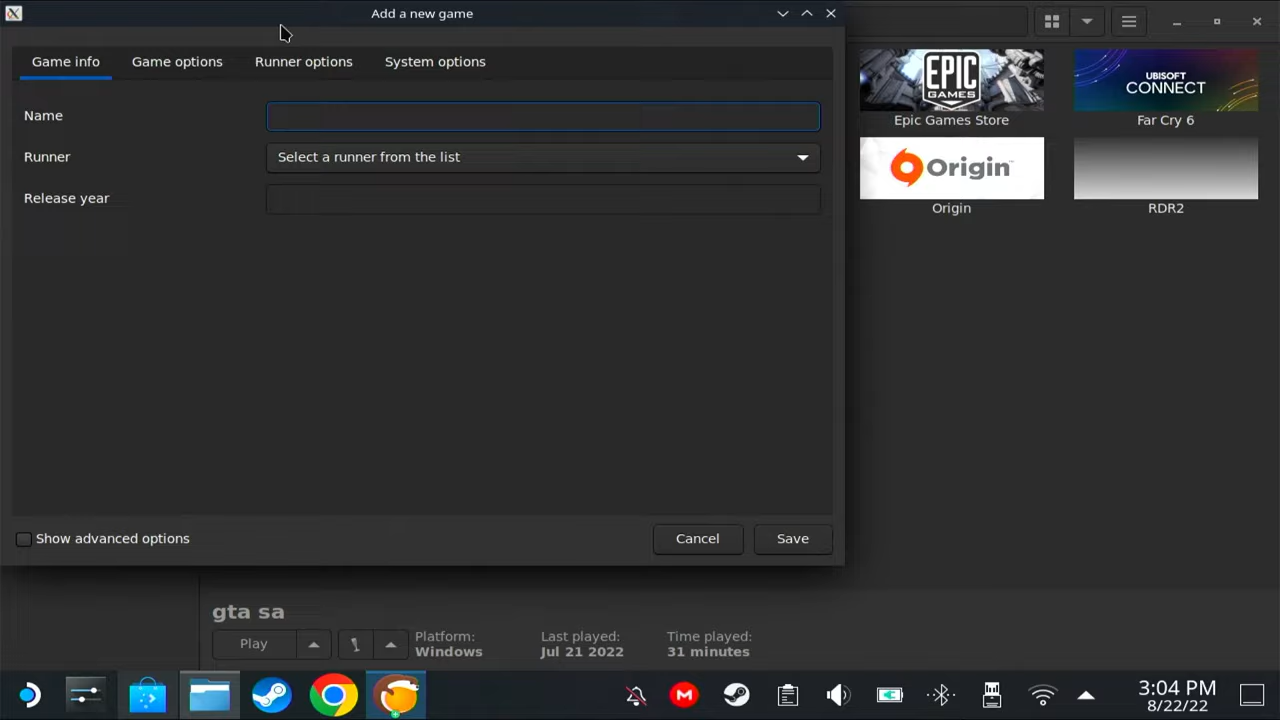 Add a new game
Game info
Game options
Runner options
System options
Name
Runner
Select a runner from the list
Release year
Show advanced options
Cancel
Save
EPIC
GAMES
Epic Games Store
UBISOFT
CONNECT
Far Cry 6
Origin
Origin
RDR2
gta sa
Play
Platform:
Windows
Last played:
Jul 21 2022
Time played:
31 minutes
3:04 PM
8/22/22